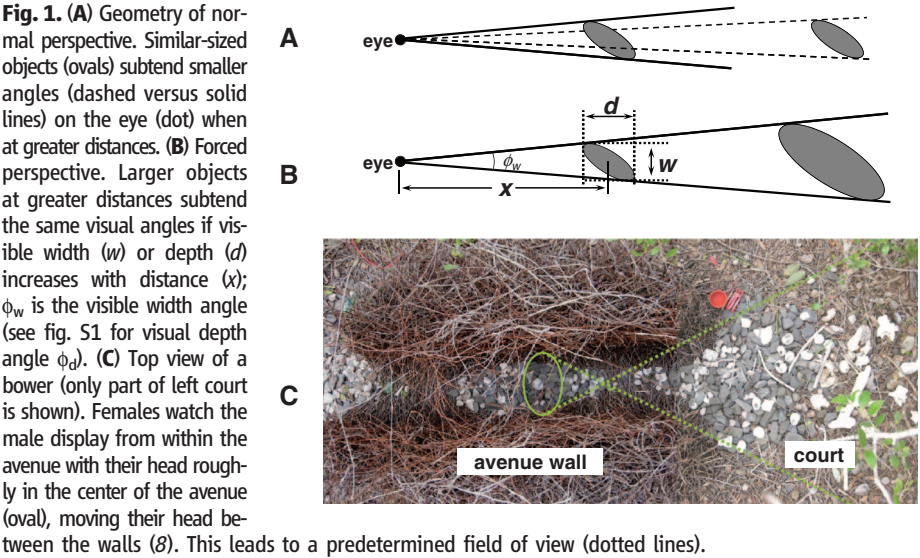 Fig. 1. (A) Geometry of nor-
mal perspective. Similar-sized
objects (ovals) subtend smaller
angles (dashed versus solid
lines) on the eye (dot) when
at greater distances. (B) Forced
perspective. Larger objects
at greater distances subtend
the same visual angles if vis-
ible width (w) or depth (d)
increases with distance (x);
ϕw is the visible width angle
(see fig. S1 for visual depth
angle ϕd). (C) Top view of a
bower (only part of left court
is shown). Females watch the
male display from within the
avenue with their head rough-
ly in the center of the avenue
(oval), moving their head be-
tween the walls (8). This leads to a predetermined field of view (dotted lines).
A
eye
B
eye
d
ϕw
w
x
C
avenue wall
court